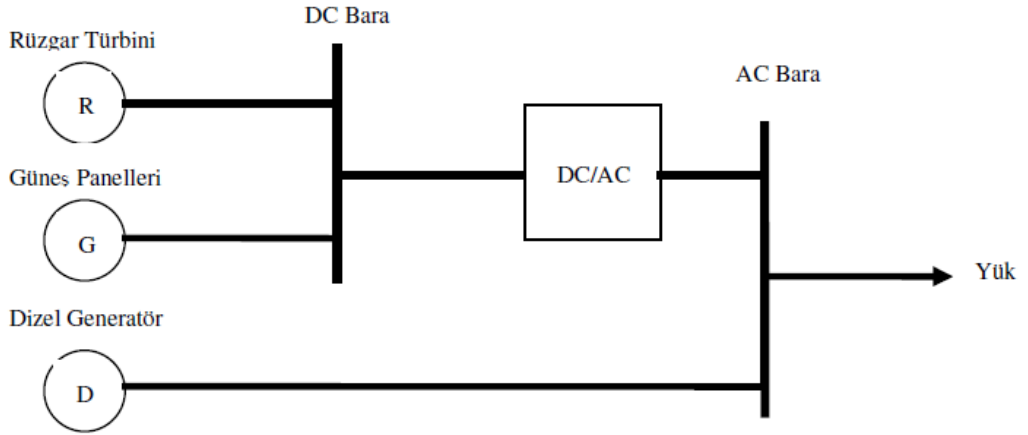 DC Bara
Rüzgar Türbini
AC Bara
R
Güneş Panelleri
DC/AC
G
Yük
Dizel Generatör
D